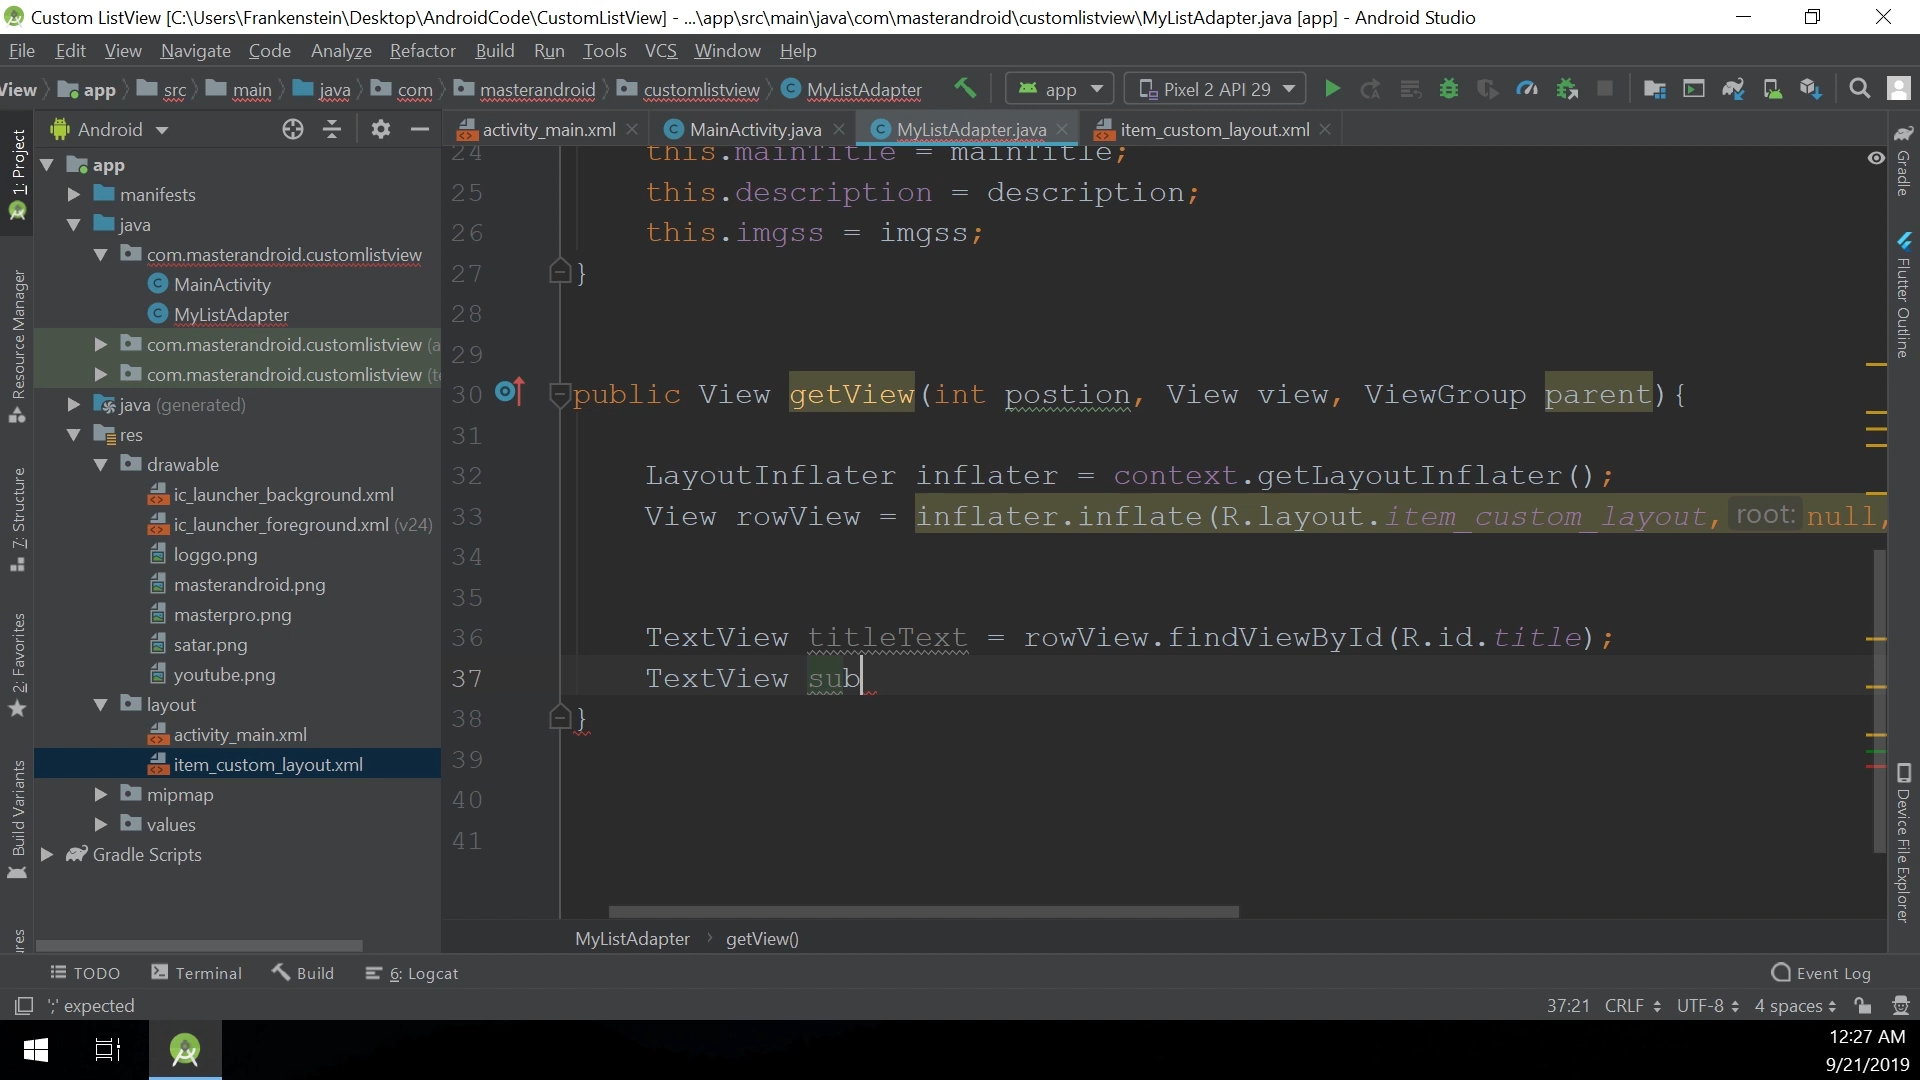 Custom ListView [C:\Users\Frankenstein\Desktop\AndroidCode\CustomListView] - ...\app\src\main\java\com\masterandroid\customlistview\MyListAdapter.java [app] - Android Studio
File Edit View Navigate Code Analyze Refactor Build Run Tools VCS Window Help
View app src main java com masterandroid customlistview MyListAdapter app Pixel 2 API 29
Android
activity_main.xml MainActivity.java MyListAdapter.java item_custom_layout.xml
1: Project
Resource Manager
7: Structure
2: Favorites
Build Variants
app
manifests
java
com.masterandroid.customlistview
MainActivity
MyListAdapter
com.masterandroid.customlistview (a
com.masterandroid.customlistview (te
java (generated)
res
drawable
ic_launcher_background.xml
ic_launcher_foreground.xml (v24)
loggo.png
masterandroid.png
masterpro.png
satar.png
youtube.png
layout
activity_main.xml
item_custom_layout.xml
mipmap
values
Gradle Scripts
24 this.mainTitle = mainTitle;
25 this.description = description;
26 this.imgss = imgss;
27 }
28
29
30 public View getView(int postion, View view, ViewGroup parent){
31
32 LayoutInflater inflater = context.getLayoutInflater();
33 View rowView = inflater.inflate(R.layout.item_custom_layout, root: null,
34
35
36 TextView titleText = rowView.findViewById(R.id.title);
37 TextView sub
38 }
39
40
41
MyListAdapter getView()
Gradle
Flutter Outline
Device File Explorer
TODO Terminal Build 6: Logcat Event Log
';' expected 37:21 CRLF UTF-8 4 spaces
12:27 AM
9/21/2019